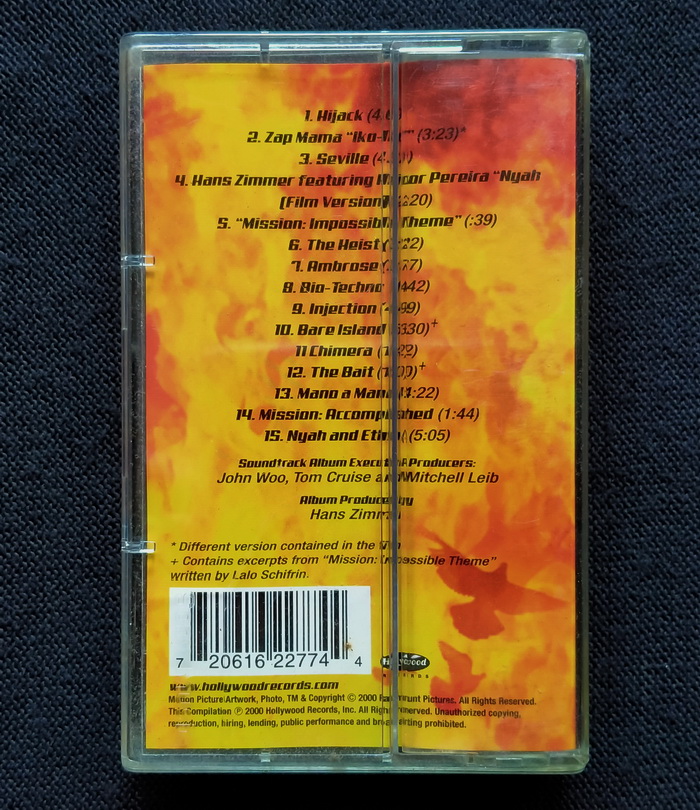 1. Hijack
2. Zap Mama "Iko- (3:23)*
3. Seville
4. Hans Zimmer featuring Heitor Pereira "Nyah
(Film Version)
5. "Mission: Impossible Theme" (:39)
6. The Heist
7. Ambrose
8. Bio-Techno
9. Injection
10. Bare Island +
11 Chimera
12. The Bait +
13. Mano a Mano
14. Mission: Accomplished (1:44)
15. Nyah and Ethan (5:05)
Soundtrack Album Executive Producers:
John Woo, Tom Cruise and Mitchell Leib
Album Produced by
Hans Zimmer
* Different version contained in the film
+ Contains excerpts from "Mission: Impossible Theme"
written by Lalo Schifrin.
7 20616 22774 4
Hollywood
RECORDS
www.hollywoodrecords.com
Motion Picture Artwork, Photo, TM & Copyright © 2000 Paramount Pictures. All Rights Reserved.
This Compilation ℗ 2000 Hollywood Records, Inc. All Rights Reserved. Unauthorized copying,
reproduction, hiring, lending, public performance and broadcasting prohibited.